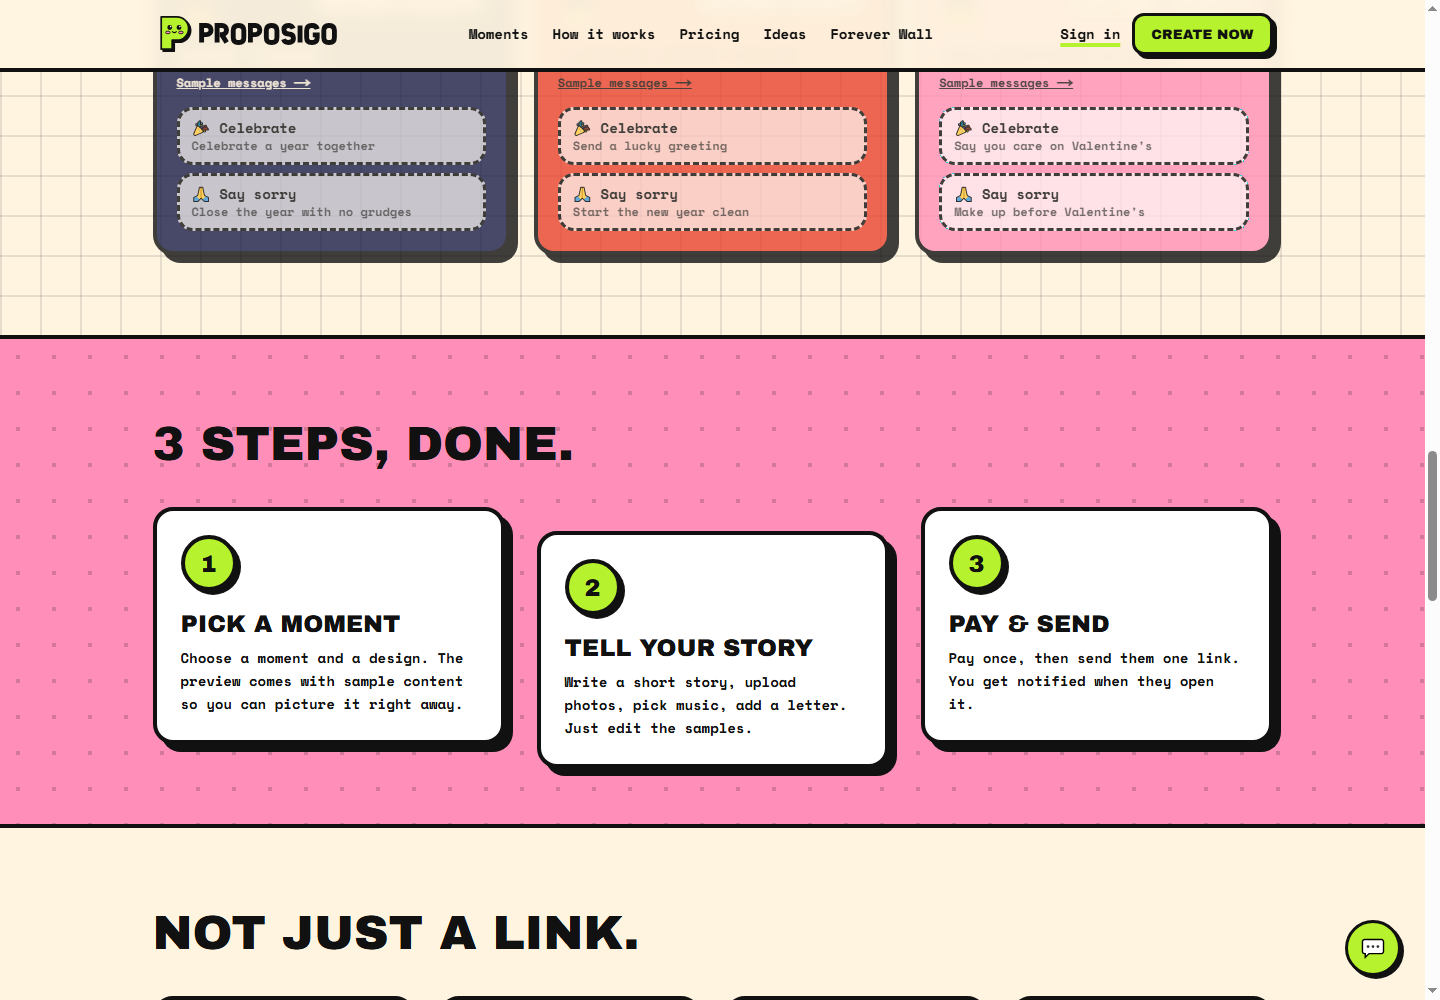 PROPOSIGO
Moments How it works Pricing Ideas Forever Wall
Sign in
CREATE NOW
Sample messages →
Celebrate
Celebrate a year together
Say sorry
Close the year with no grudges
Sample messages →
Celebrate
Send a lucky greeting
Say sorry
Start the new year clean
Sample messages →
Celebrate
Say you care on Valentine's
Say sorry
Make up before Valentine's
3 STEPS, DONE.
1
PICK A MOMENT
Choose a moment and a design. The
preview comes with sample content
so you can picture it right away.
2
TELL YOUR STORY
Write a short story, upload
photos, pick music, add a letter.
Just edit the samples.
3
PAY & SEND
Pay once, then send them one link.
You get notified when they open
it.
NOT JUST A LINK.